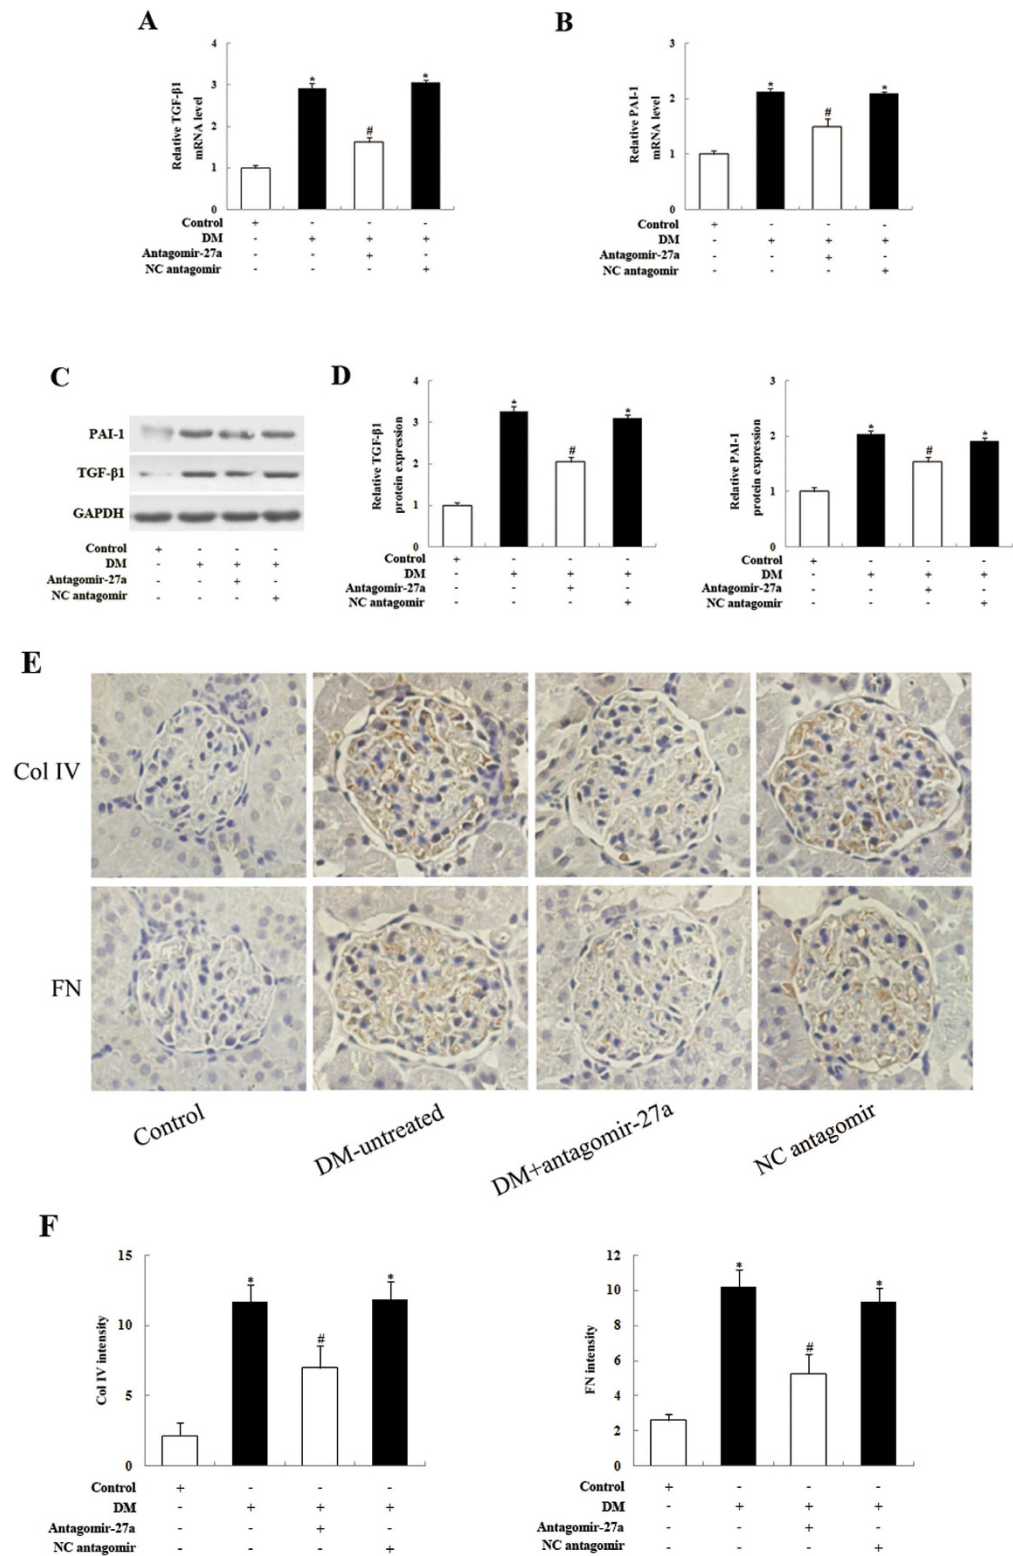 A
4
3
2
1
0
Relative TGF-β1
mRNA level
*
#
*
Control + - - -
DM - + + +
Antagomir-27a - - + -
NC antagomir - - - +
B
3
2
1
0
Relative PAI-1
mRNA level
*
#
*
Control + - - -
DM - + + +
Antagomir-27a - - + -
NC antagomir - - - +
C
PAI-1
TGF-β1
GAPDH
Control + - - -
DM - + + +
Antagomir-27a - - + -
NC antagomir - - - +
D
4
3
2
1
0
Relative TGF-β1
protein expression
*
#
*
Control + - - -
DM - + + +
Antagomir-27a - - + -
NC antagomir - - - +
3
2
1
0
Relative PAI-1
protein expression
*
#
*
Control + - - -
DM - + + +
Antagomir-27a - - + -
NC antagomir - - - +
E
Col IV
FN
Control
DM-untreated
DM+antagomir-27a
NC antagomir
F
15
10
5
0
Col IV intensity
*
#
*
Control + - - -
DM - + + +
Antagomir-27a - - + -
NC antagomir - - - +
12
10
8
6
4
2
0
FN intensity
*
#
*
Control + - - -
DM - + + +
Antagomir-27a - - + -
NC antagomir - - - +